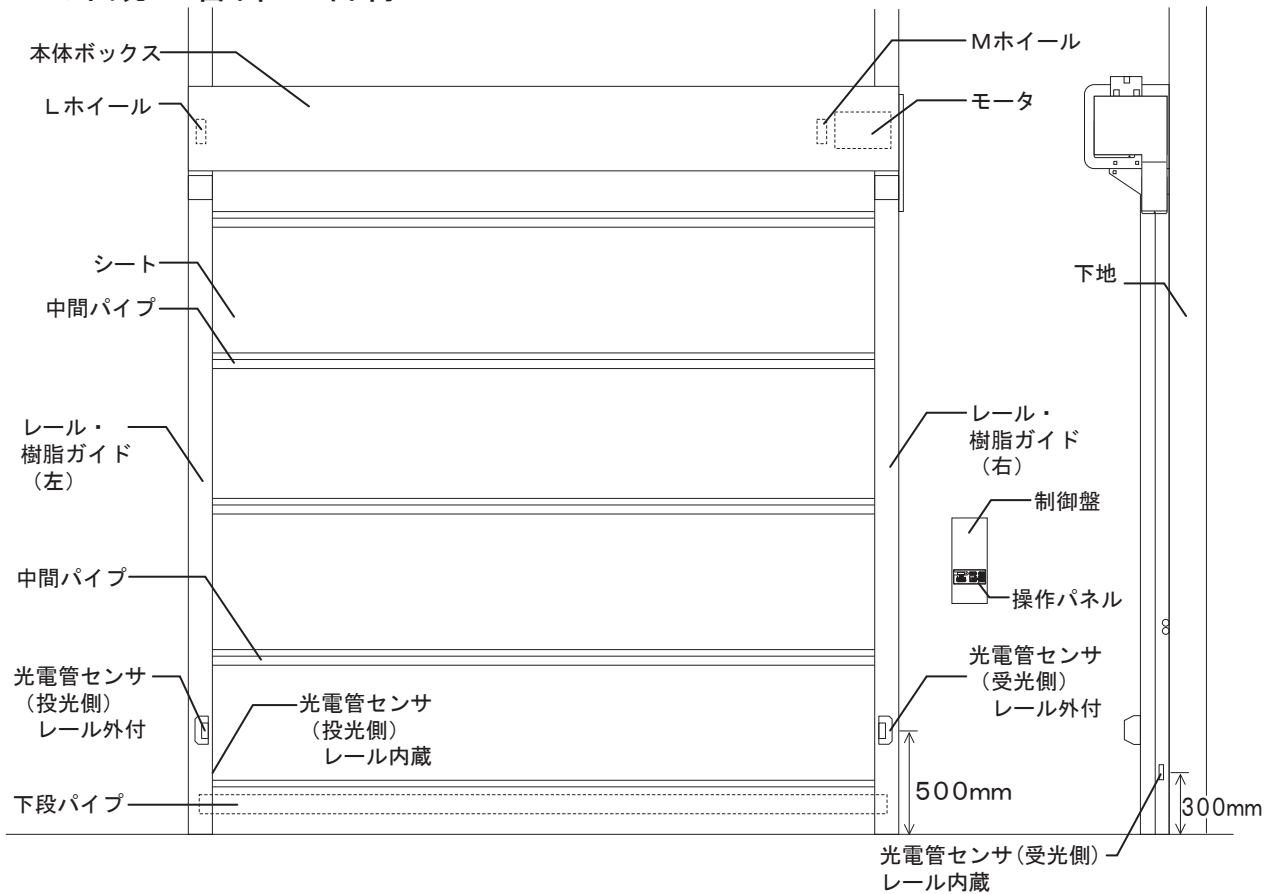 本体ボックス
Lホイール
Mホイール
モータ
シート
中間パイプ
下地
レール・
樹脂ガイド
(左)
レール・
樹脂ガイド
(右)
制御盤
中間パイプ
操作パネル
光電管センサ
(投光側)
レール外付
光電管センサ
(投光側)
レール内蔵
光電管センサ
(受光側)
レール外付
下段パイプ
500mm
300mm
光電管センサ(受光側)
レール内蔵